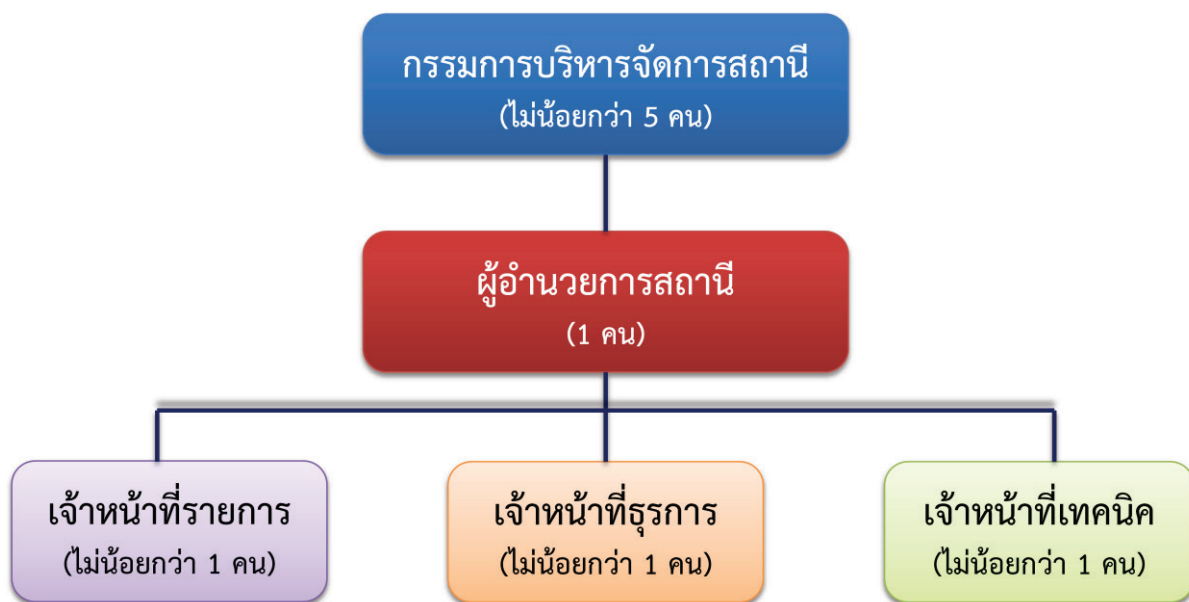 กรรมการบริหารจัดการสถานี
(ไม่น้อยกว่า 5 คน)
ผู้อำนวยการสถานี
(1 คน)
เจ้าหน้าที่รายการ
(ไม่น้อยกว่า 1 คน)
เจ้าหน้าที่ธุรการ
(ไม่น้อยกว่า 1 คน)
เจ้าหน้าที่เทคนิค
(ไม่น้อยกว่า 1 คน)